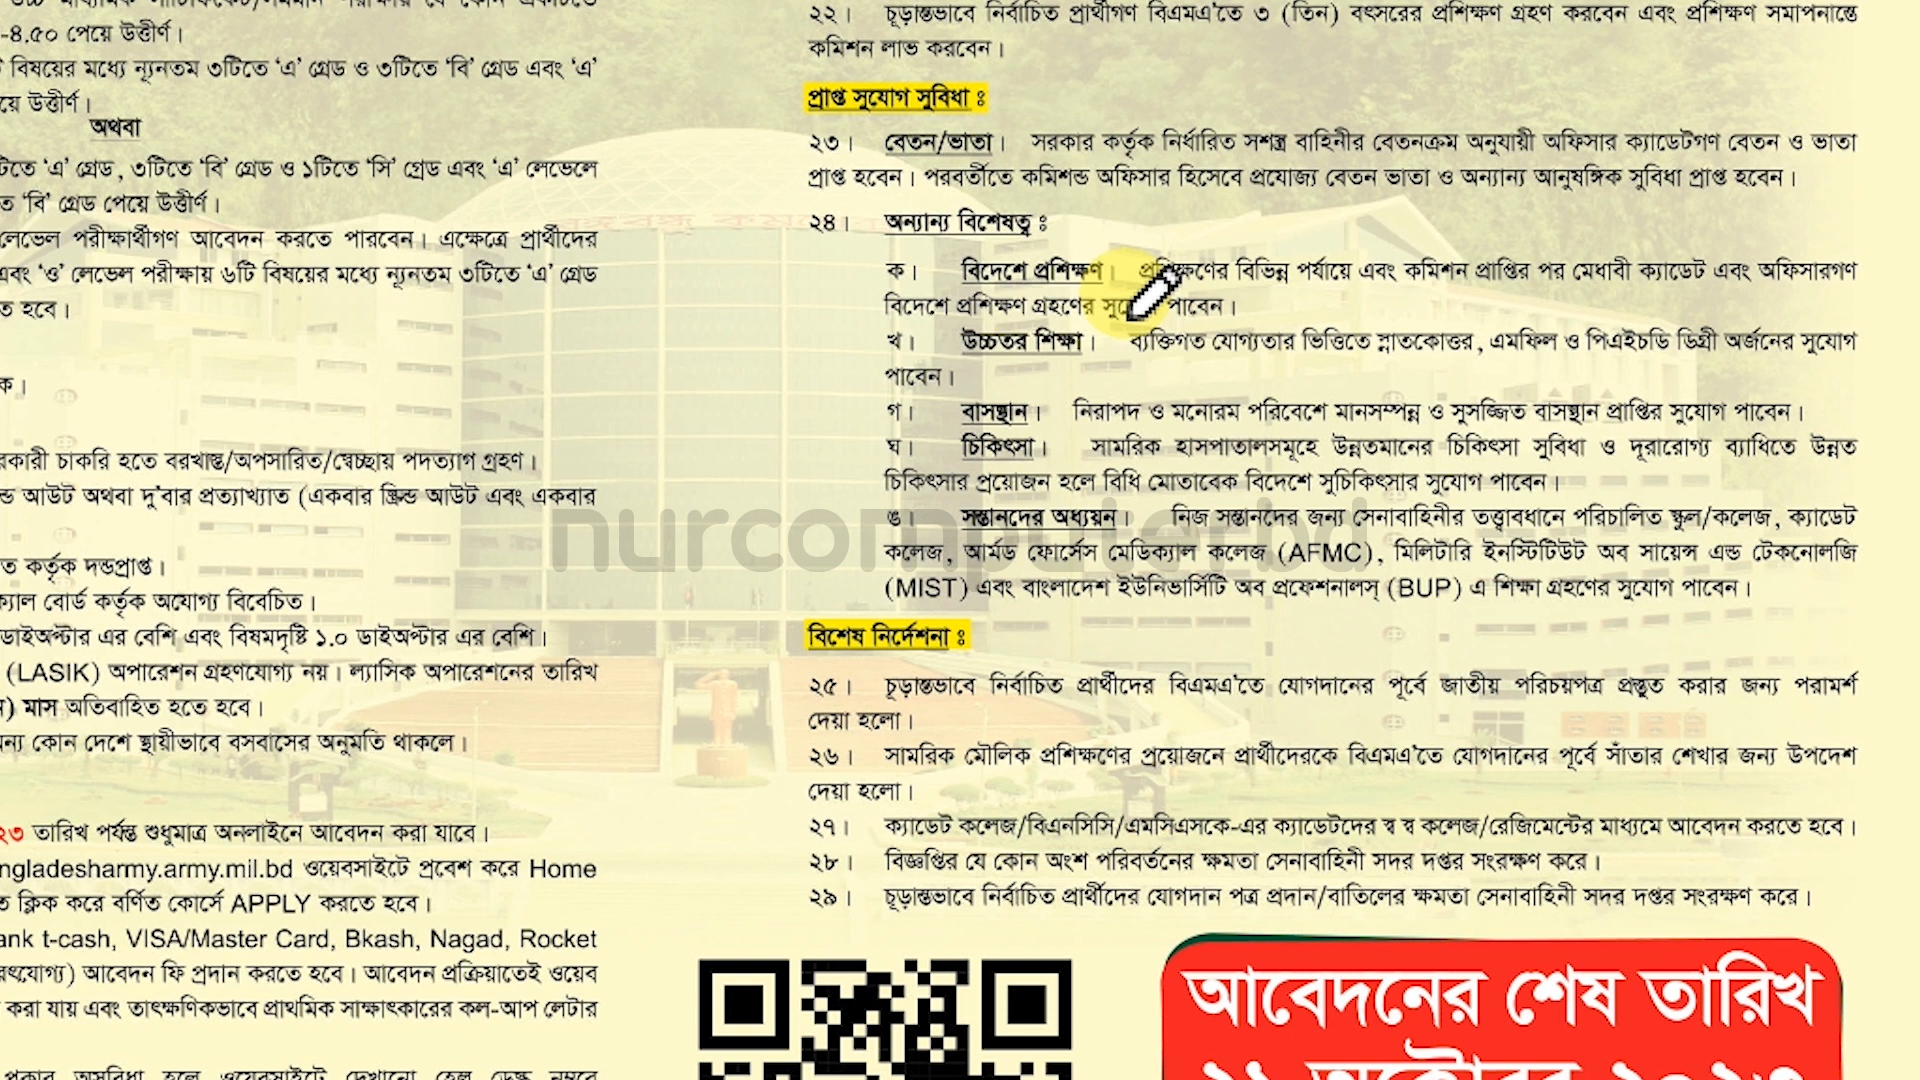 -৪.৫০ পেয়ে উত্তীর্ণ।
বিষয়ের মধ্যে ন্যূনতম ৩টিতে ‘এ’ গ্রেড ও ৩টিতে ‘বি’ গ্রেড এবং ‘এ’
য়ে উত্তীর্ণ।
অথবা
টিতে ‘এ’ গ্রেড, ৩টিতে ‘বি’ গ্রেড ও ১টিতে ‘সি’ গ্রেড এবং ‘এ’ লেভেলে
ত ‘বি’ গ্রেড পেয়ে উত্তীর্ণ।
লেভেল পরীক্ষার্থীগণ আবেদন করতে পারবেন। এক্ষেত্রে প্রার্থীদের
এবং ‘ও’ লেভেল পরীক্ষায় ৬টি বিষয়ের মধ্যে ন্যূনতম ৩টিতে ‘এ’ গ্রেড
ত হবে।
ক।
রকারী চাকরি হতে বরখাস্ত/অপসারিত/স্বেচ্ছায় পদত্যাগ গ্রহণ।
ন্ড আউট অথবা দু’বার প্রত্যাখ্যাত (একবার স্ক্রিন্ড আউট এবং একবার
ত কর্তৃক দন্ডপ্রাপ্ত।
ক্যাল বোর্ড কর্তৃক অযোগ্য বিবেচিত।
ডাইঅপ্টার এর বেশি এবং বিষমদৃষ্টি ১.০ ডাইঅপ্টার এর বেশি।
(LASIK) অপারেশন গ্রহণযোগ্য নয়। ল্যাসিক অপারেশনের তারিখ
ন) মাস অতিবাহিত হতে হবে।
ন্য কোন দেশে স্থায়ীভাবে বসবাসের অনুমতি থাকলে।
২৩ তারিখ পর্যন্ত শুধুমাত্র অনলাইনে আবেদন করা যাবে।
ngladesharmy.army.mil.bd ওয়েবসাইটে প্রবেশ করে Home
ত ক্লিক করে বর্ণিত কোর্সে APPLY করতে হবে।
ank t-cash, VISA/Master Card, Bkash, Nagad, Rocket
রৎযোগ্য) আবেদন ফি প্রদান করতে হবে। আবেদন প্রক্রিয়াতেই ওয়েব
করা যায় এবং তাৎক্ষণিকভাবে প্রাথমিক সাক্ষাৎকারের কল-আপ লেটার
২২। চূড়ান্তভাবে নির্বাচিত প্রার্থীগণ বিএমএ’তে ৩ (তিন) বৎসরের প্রশিক্ষণ গ্রহণ করবেন এবং প্রশিক্ষণ সমাপনান্তে
কমিশন লাভ করবেন।
প্রাপ্ত সুযোগ সুবিধা ঃ
২৩। বেতন/ভাতা। সরকার কর্তৃক নির্ধারিত সশস্ত্র বাহিনীর বেতনক্রম অনুযায়ী অফিসার ক্যাডেটগণ বেতন ও ভাতা
প্রাপ্ত হবেন। পরবর্তীতে কমিশন্ড অফিসার হিসেবে প্রযোজ্য বেতন ভাতা ও অন্যান্য আনুষঙ্গিক সুবিধা প্রাপ্ত হবেন।
২৪। অন্যান্য বিশেষত্ব ঃ
ক। বিদেশে প্রশিক্ষণ। প্রশিক্ষণের বিভিন্ন পর্যায়ে এবং কমিশন প্রাপ্তির পর মেধাবী ক্যাডেট এবং অফিসারগণ
বিদেশে প্রশিক্ষণ গ্রহণের পাবেন।
খ। উচ্চতর শিক্ষা। ব্যক্তিগত যোগ্যতার ভিত্তিতে স্নাতকোত্তর, এমফিল ও পিএইচডি ডিগ্রী অর্জনের সুযোগ
পাবেন।
গ। বাসস্থান। নিরাপদ ও মনোরম পরিবেশে মানসম্পন্ন ও সুসজ্জিত বাসস্থান প্রাপ্তির সুযোগ পাবেন।
ঘ। চিকিৎসা। সামরিক হাসপাতালসমূহে উন্নতমানের চিকিৎসা সুবিধা ও দূরারোগ্য ব্যাধিতে উন্নত
চিকিৎসার প্রয়োজন হলে বিধি মোতাবেক বিদেশে সুচিকিৎসার সুযোগ পাবেন।
ঙ। সন্তানদের অধ্যয়ন। নিজ সন্তানদের জন্য সেনাবাহিনীর তত্ত্বাবধানে পরিচালিত স্কুল/কলেজ, ক্যাডেট
কলেজ, আর্মড ফোর্সেস মেডিক্যাল কলেজ (AFMC), মিলিটারি ইনস্টিটিউট অব সায়েন্স এন্ড টেকনোলজি
(MIST) এবং বাংলাদেশ ইউনিভার্সিটি অব প্রফেশনালস্ (BUP) এ শিক্ষা গ্রহণের সুযোগ পাবেন।
nurcomputerbd
বিশেষ নির্দেশনা ঃ
২৫। চূড়ান্তভাবে নির্বাচিত প্রার্থীদের বিএমএ’তে যোগদানের পূর্বে জাতীয় পরিচয়পত্র প্রস্তুত করার জন্য পরামর্শ
দেয়া হলো।
২৬। সামরিক মৌলিক প্রশিক্ষণের প্রয়োজনে প্রার্থীদেরকে বিএমএ’তে যোগদানের পূর্বে সাঁতার শেখার জন্য উপদেশ
দেয়া হলো।
২৭। ক্যাডেট কলেজ/বিএনসিসি/এমসিএসকে-এর ক্যাডেটদের স্ব স্ব কলেজ/রেজিমেন্টের মাধ্যমে আবেদন করতে হবে।
২৮। বিজ্ঞপ্তির যে কোন অংশ পরিবর্তনের ক্ষমতা সেনাবাহিনী সদর দপ্তর সংরক্ষণ করে।
২৯। চূড়ান্তভাবে নির্বাচিত প্রার্থীদের যোগদান পত্র প্রদান/বাতিলের ক্ষমতা সেনাবাহিনী সদর দপ্তর সংরক্ষণ করে।
আবেদনের শেষ তারিখ